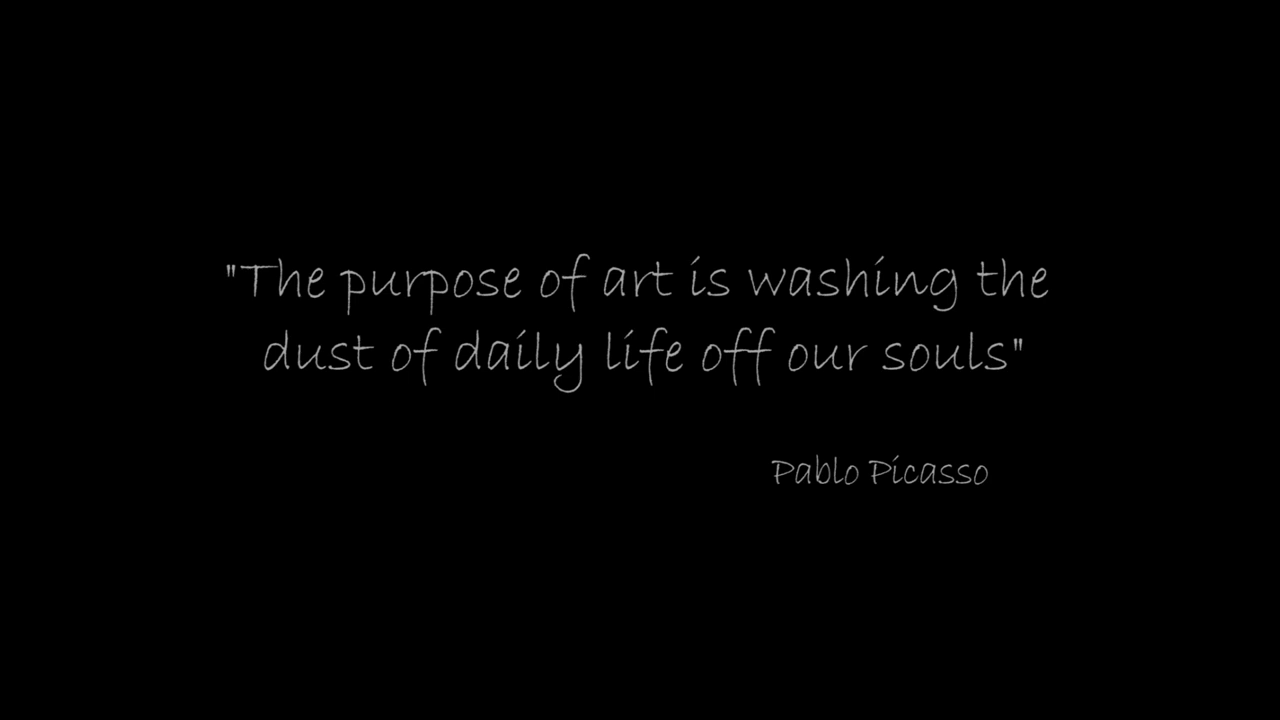 "The purpose of art is washing the
dust of daily life off our souls"
Pablo Picasso